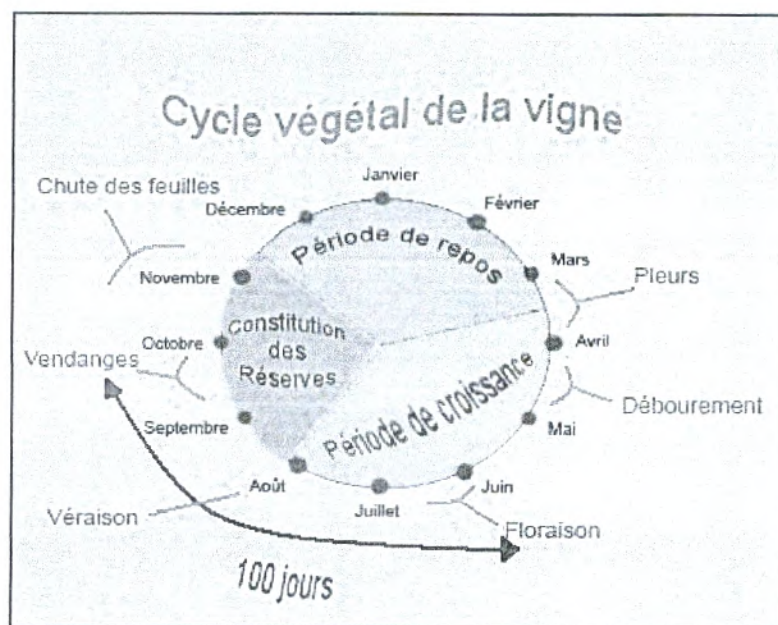 Cycle végétal de la vigne
Chute des feuilles
Janvier
Décembre
Février
Période de repos
Mars
Novembre
Pleurs
Constitution
des
Réserves
Octobre
Avril
Vendanges
Période de croissance
Débourement
Septembre
Mai
Août
Juin
Juillet
Véraison
Floraison
100 jours